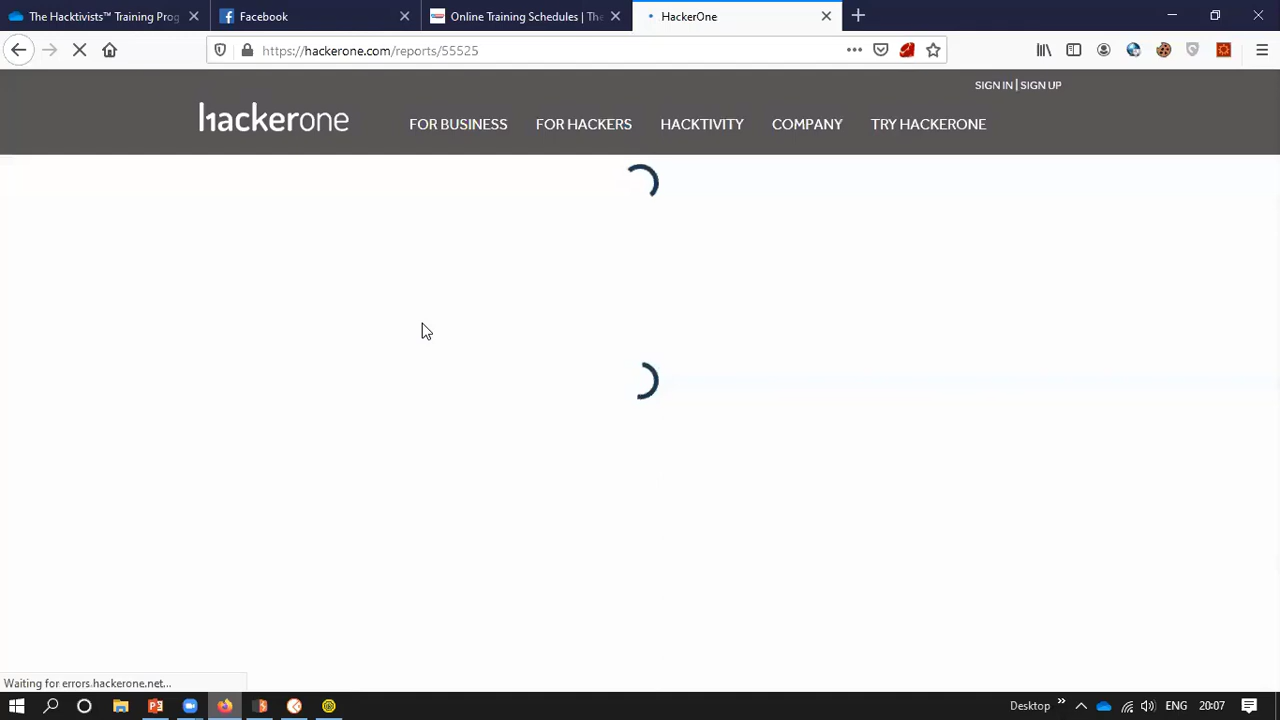 The Hacktivists™ Training Prog
Facebook
Online Training Schedules | The
HackerOne
https://hackerone.com/reports/55525
SIGN IN | SIGN UP
hackerone
FOR BUSINESS
FOR HACKERS
HACKTIVITY
COMPANY
TRY HACKERONE
Waiting for errors.hackerone.net...
Desktop
ENG
20:07